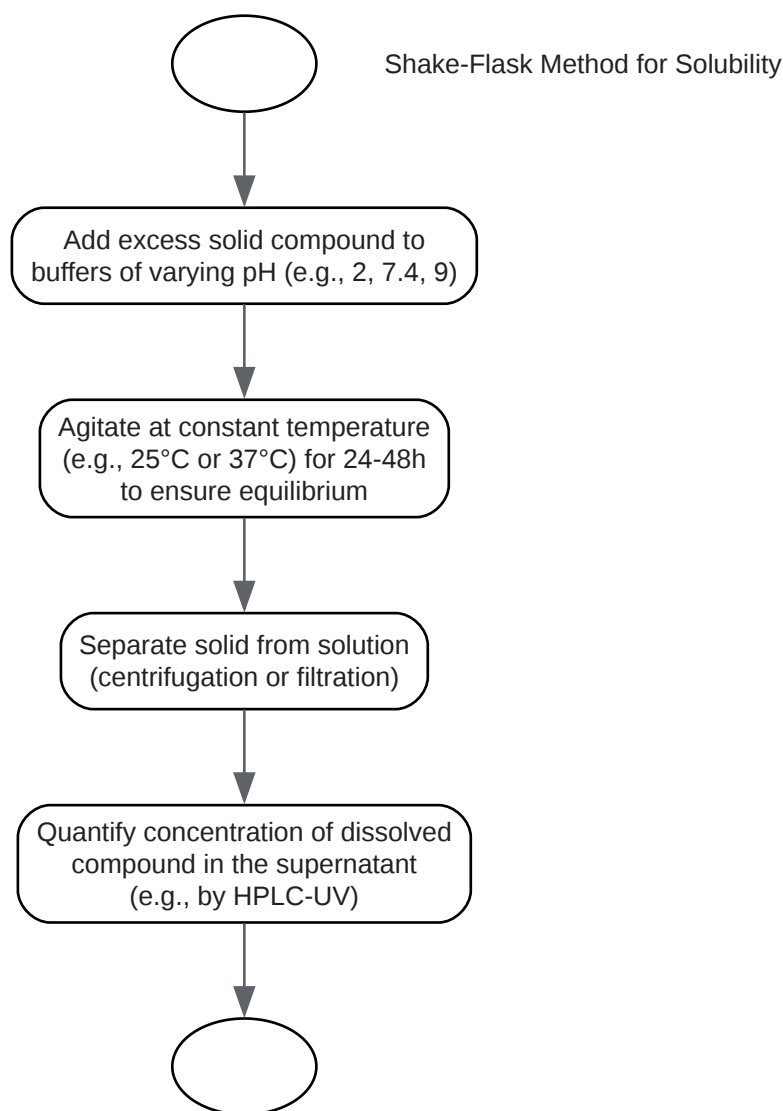 Shake-Flask Method for Solubility
Add excess solid compound to
buffers of varying pH (e.g., 2, 7.4, 9)
Agitate at constant temperature
(e.g., 25°C or 37°C) for 24-48h
to ensure equilibrium
Separate solid from solution
(centrifugation or filtration)
Quantify concentration of dissolved
compound in the supernatant
(e.g., by HPLC-UV)